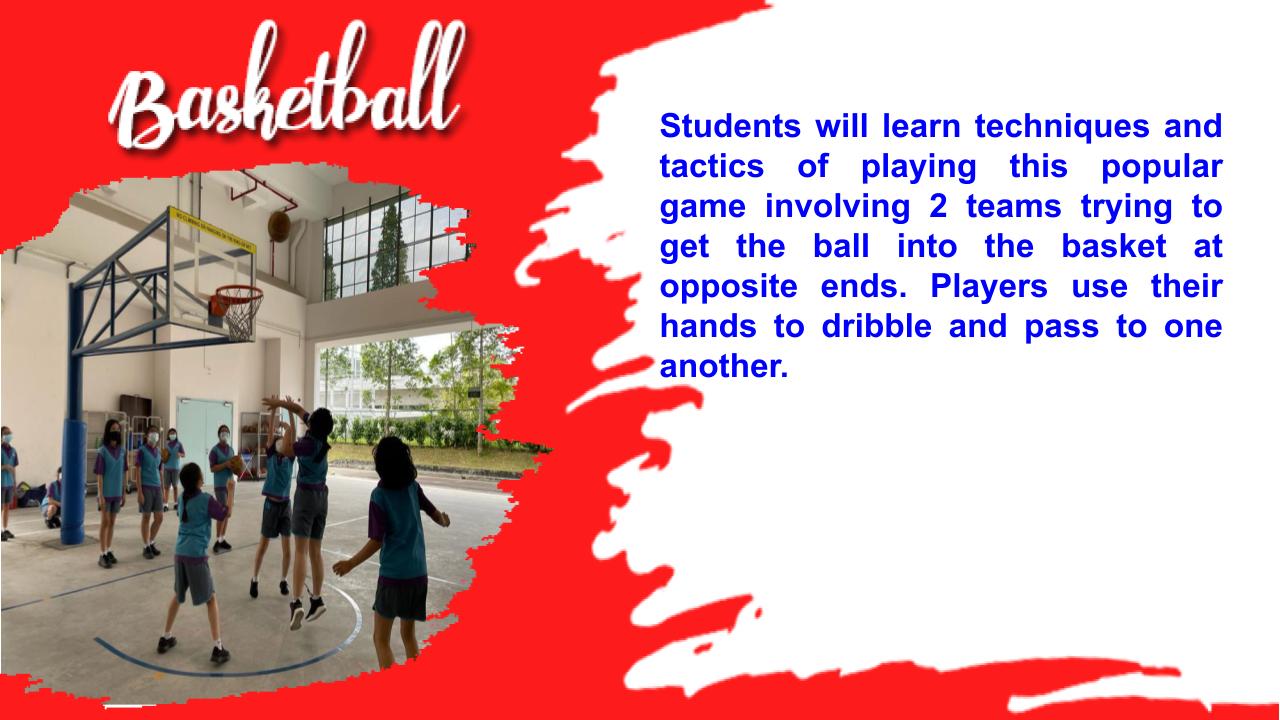 Basketball
Students will learn techniques and
tactics of playing this popular
game involving 2 teams trying to
get the ball into the basket at
opposite ends. Players use their
hands to dribble and pass to one
another.